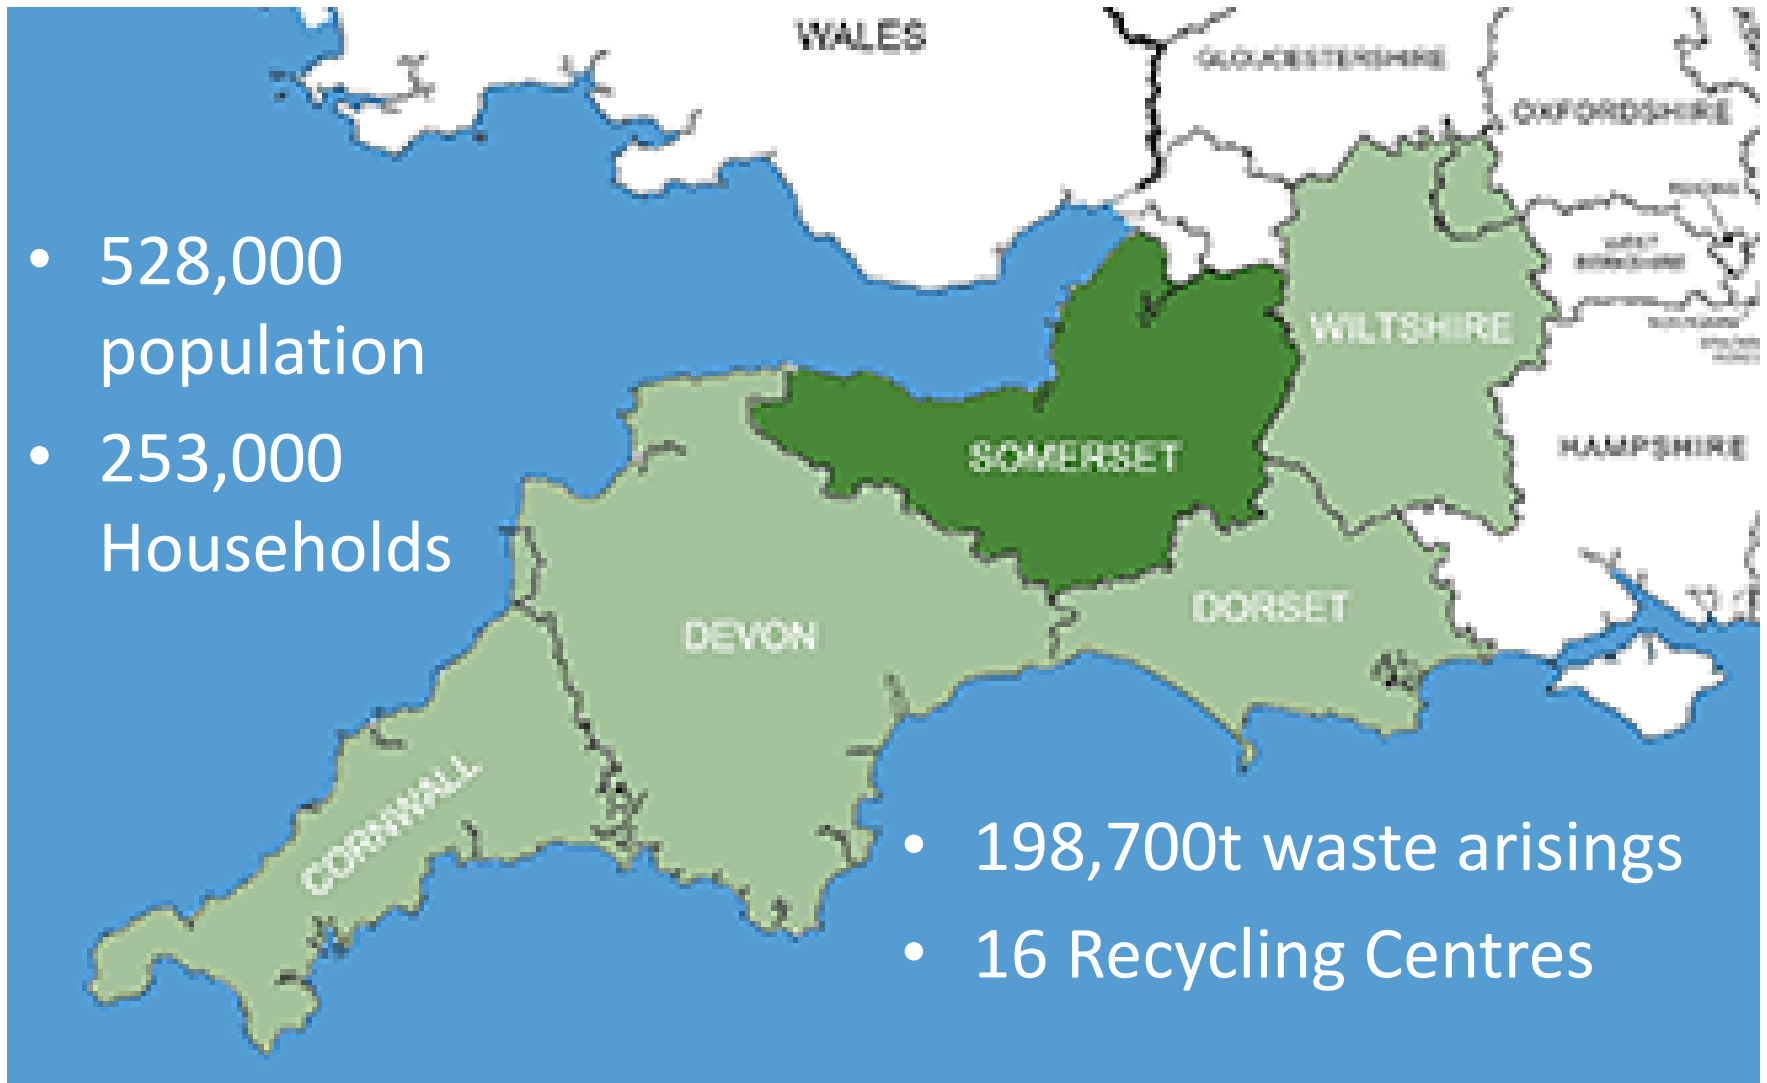 WALES
GLOUCESTERSHIRE
OXFORDSHIRE
• 528,000
population
WILTSHIRE
• 253,000
Households
SOMERSET
HAMPSHIRE
DORSET
DEVON
CORNWALL
• 198,700t waste arisings
• 16 Recycling Centres